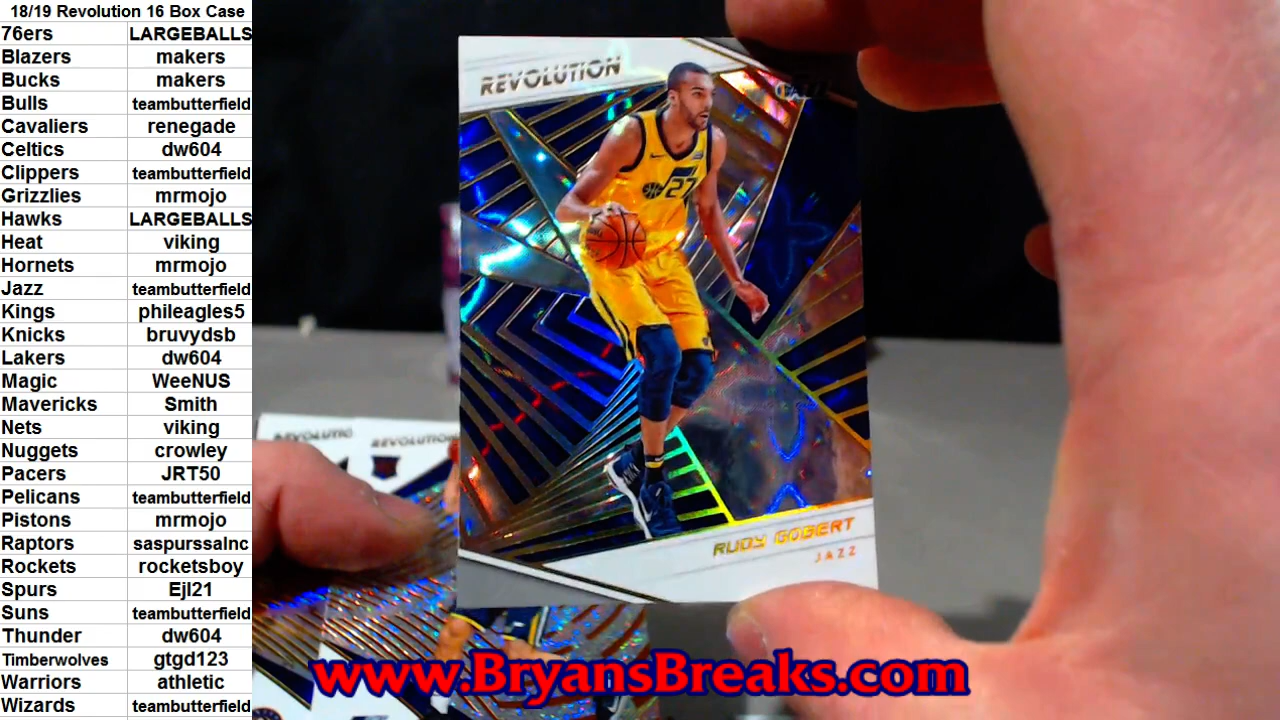 18/19 Revolution 16 Box Case
76ers LARGEBALLS
Blazers makers
Bucks makers
Bulls teambutterfield
Cavaliers renegade
Celtics dw604
Clippers teambutterfield
Grizzlies mrmojo
Hawks LARGEBALLS
Heat viking
Hornets mrmojo
Jazz teambutterfield
Kings phileagles5
Knicks bruvydsb
Lakers dw604
Magic WeeNUS
Mavericks Smith
Nets viking
Nuggets crowley
Pacers JRT50
Pelicans teambutterfield
Pistons mrmojo
Raptors saspurssalnc
Rockets rocketsboy
Spurs Ejl21
Suns teambutterfield
Thunder dw604
Timberwolves gtgd123
Warriors athletic
Wizards teambutterfield
REVOLUTION
27
RUDY GOBERT
JAZZ
REVOLUTIO
REVOLUTION
www.BryansBreaks.com